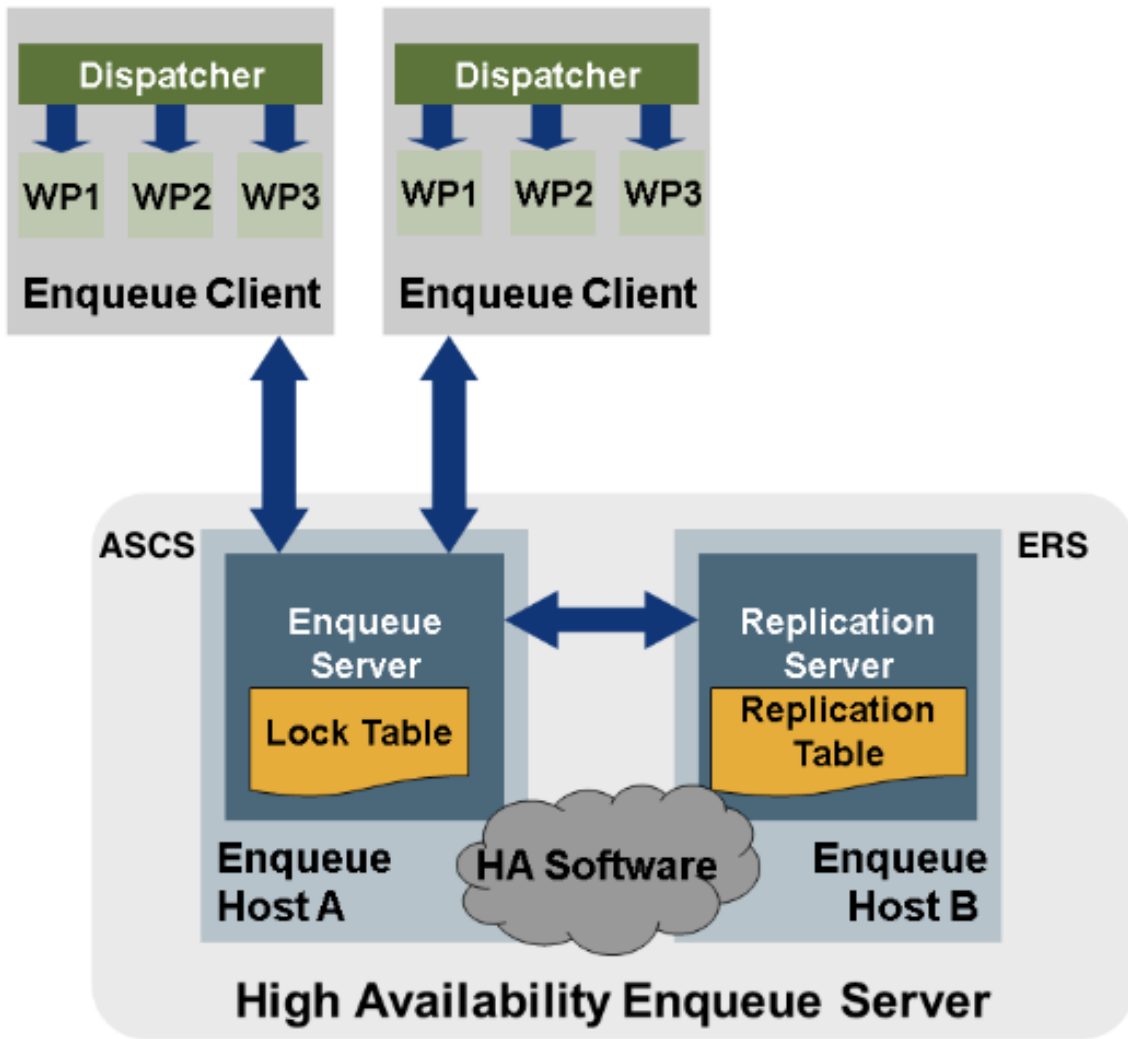 Dispatcher
WP1 WP2 WP3
Enqueue Client
Dispatcher
WP1 WP2 WP3
Enqueue Client
ASCS
Enqueue
Server
Lock Table
Enqueue
Host A
HA Software
ERS
Replication
Server
Replication
Table
Enqueue
Host B
High Availability Enqueue Server